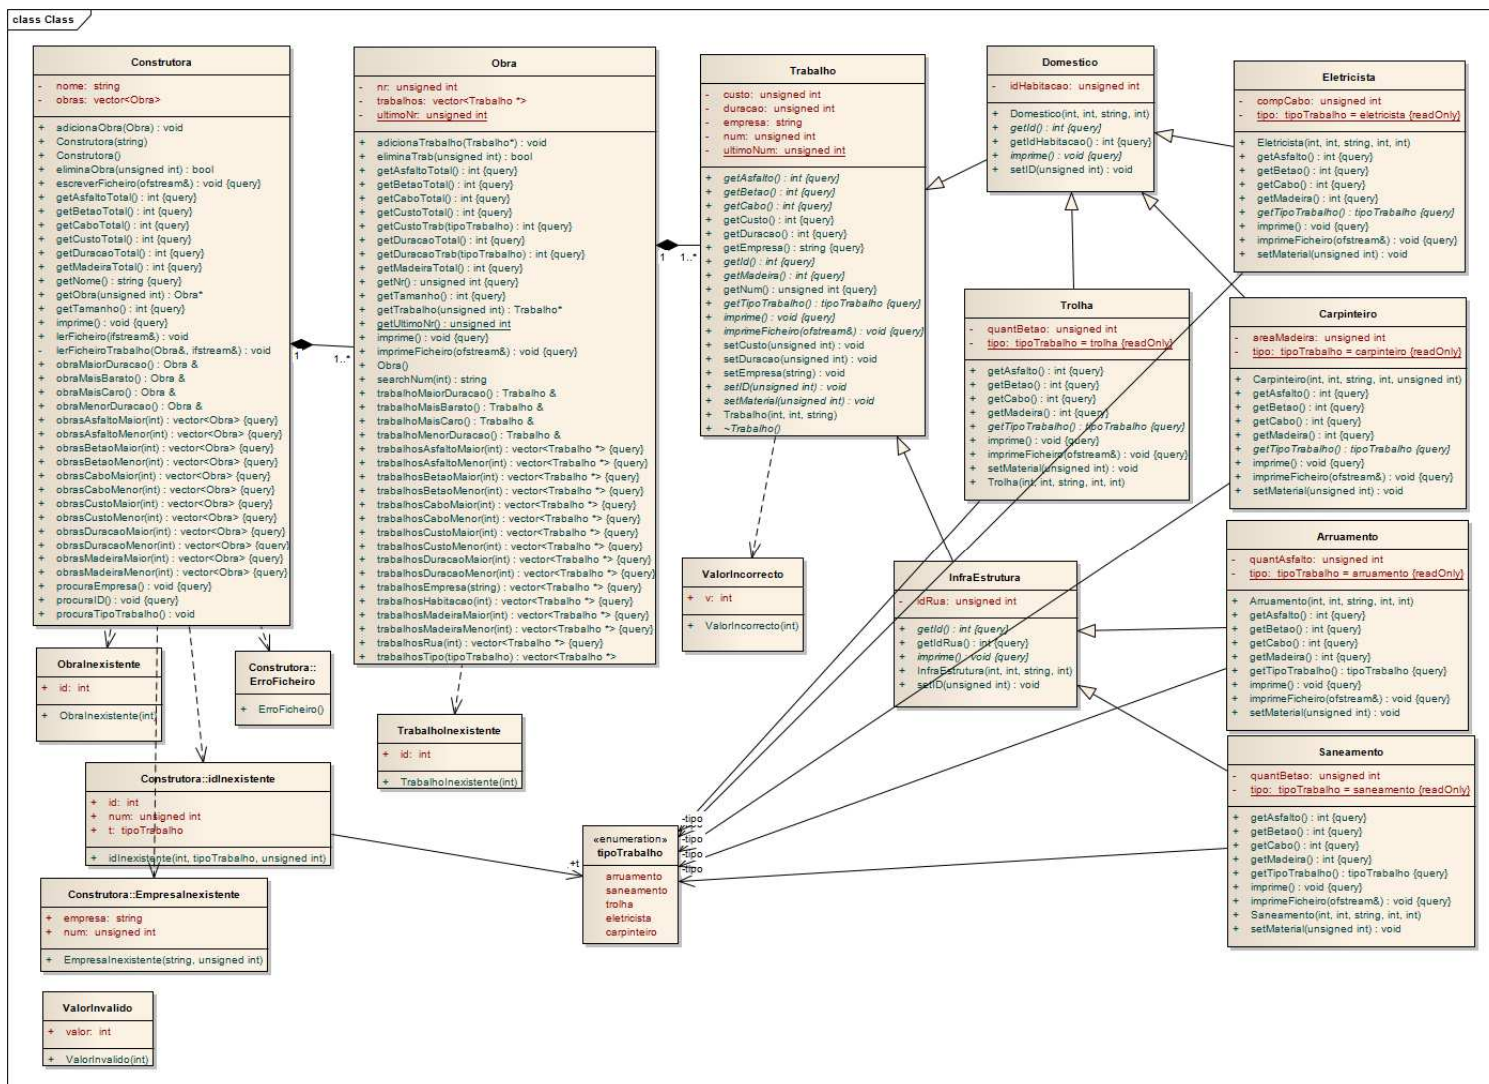 class Class
Construtora
- nome: string
- obras: vector<Obra>
+ adicionaObra(Obra) : void
+ Construtora(string)
+ Construtora()
+ eliminaObra(unsigned int) : bool
+ escreverFicheiro(ofstream&) : void {query}
+ getAsfaltoTotal() : int {query}
+ getBetaoTotal() : int {query}
+ getCaboTotal() : int {query}
+ getCustoTotal() : int {query}
+ getDuracaoTotal() : int {query}
+ getMadeiraTotal() : int {query}
+ getNome() : string {query}
+ getObra(unsigned int) : Obra*
+ getTamanho() : int {query}
+ imprime() : void {query}
+ lerFicheiro(ifstream&) : void
- lerFicheiroTrabalho(Obra&, ifstream&) : void
+ obraMaiorDuracao() : Obra &
+ obraMaisBarato() : Obra &
+ obraMaisCaro() : Obra &
+ obraMenorDuracao() : Obra &
+ obrasAsfaltoMaior(int) : vector<Obra> {query}
+ obrasAsfaltoMenor(int) : vector<Obra> {query}
+ obrasBetaoMaior(int) : vector<Obra> {query}
+ obrasBetaoMenor(int) : vector<Obra> {query}
+ obrasCaboMaior(int) : vector<Obra> {query}
+ obrasCaboMenor(int) : vector<Obra> {query}
+ obrasCustoMaior(int) : vector<Obra> {query}
+ obrasCustoMenor(int) : vector<Obra> {query}
+ obrasDuracaoMaior(int) : vector<Obra> {query}
+ obrasDuracaoMenor(int) : vector<Obra> {query}
+ obrasMadeiraMaior(int) : vector<Obra> {query}
+ obrasMadeiraMenor(int) : vector<Obra> {query}
+ procuraEmpresa() : void {query}
+ procuraID() : void {query}
+ procuraTipoTrabalho() : void
1
1..*
Obra
- nr: unsigned int
- trabalhos: vector<Trabalho *>
- ultimoNr: unsigned int
+ adicionaTrabalho(Trabalho*) : void
+ eliminaTrab(unsigned int) : bool
+ getAsfaltoTotal() : int {query}
+ getBetaoTotal() : int {query}
+ getCaboTotal() : int {query}
+ getCustoTotal() : int {query}
+ getCustoTrab(tipoTrabalho) : int {query}
+ getDuracaoTotal() : int {query}
+ getDuracaoTrab(tipoTrabalho) : int {query}
+ getMadeiraTotal() : int {query}
+ getNr() : unsigned int {query}
+ getTamanho() : int {query}
+ getTrabalho(unsigned int) : Trabalho*
+ getUltimoNr() : unsigned int
+ imprime() : void {query}
+ imprimeFicheiro(ofstream&) : void {query}
+ Obra()
+ searchNum(int) : string
+ trabalhoMaiorDuracao() : Trabalho &
+ trabalhoMaisBarato() : Trabalho &
+ trabalhoMaisCaro() : Trabalho &
+ trabalhoMenorDuracao() : Trabalho &
+ trabalhosAsfaltoMaior(int) : vector<Trabalho *> {query}
+ trabalhosAsfaltoMenor(int) : vector<Trabalho *> {query}
+ trabalhosBetaoMaior(int) : vector<Trabalho *> {query}
+ trabalhosBetaoMenor(int) : vector<Trabalho *> {query}
+ trabalhosCaboMaior(int) : vector<Trabalho *> {query}
+ trabalhosCaboMenor(int) : vector<Trabalho *> {query}
+ trabalhosCustoMaior(int) : vector<Trabalho *> {query}
+ trabalhosCustoMenor(int) : vector<Trabalho *> {query}
+ trabalhosDuracaoMaior(int) : vector<Trabalho *> {query}
+ trabalhosDuracaoMenor(int) : vector<Trabalho *> {query}
+ trabalhosEmpresa(string) : vector<Trabalho *> {query}
+ trabalhosHabitacao(int) : vector<Trabalho *> {query}
+ trabalhosMadeiraMaior(int) : vector<Trabalho *> {query}
+ trabalhosMadeiraMenor(int) : vector<Trabalho *> {query}
+ trabalhosRua(int) : vector<Trabalho *> {query}
+ trabalhosTipo(tipoTrabalho) : vector<Trabalho *>
1
1..*
Trabalho
- custo: unsigned int
- duracao: unsigned int
- empresa: string
- num: unsigned int
- ultimoNum: unsigned int
+ getAsfalto() : int {query}
+ getBetao() : int {query}
+ getCabo() : int {query}
+ getCusto() : int {query}
+ getDuracao() : int {query}
+ getEmpresa() : string {query}
+ getId() : int {query}
+ getMadeira() : int {query}
+ getNum() : unsigned int {query}
+ getTipoTrabalho() : tipoTrabalho {query}
+ imprime() : void {query}
+ imprimeFicheiro(ofstream&) : void {query}
+ setCusto(unsigned int) : void
+ setDuracao(unsigned int) : void
+ setEmpresa(string) : void
+ setID(unsigned int) : void
+ setMaterial(unsigned int) : void
+ Trabalho(int, int, string)
+ ~Trabalho()
Domestico
- idHabitacao: unsigned int
+ Domestico(int, int, string, int)
+ getId() : int {query}
+ getIdHabitacao() : int {query}
+ imprime() : void {query}
+ setID(unsigned int) : void
Eletricista
- compCabo: unsigned int
- tipo: tipoTrabalho = eletricista {readOnly}
+ Eletricista(int, int, string, int, int)
+ getAsfalto() : int {query}
+ getBetao() : int {query}
+ getCabo() : int {query}
+ getMadeira() : int {query}
+ getTipoTrabalho() : tipoTrabalho {query}
+ imprime() : void {query}
+ imprimeFicheiro(ofstream&) : void {query}
+ setMaterial(unsigned int) : void
Trolha
- quantBetao: unsigned int
- tipo: tipoTrabalho = trolha {readOnly}
+ getAsfalto() : int {query}
+ getBetao() : int {query}
+ getCabo() : int {query}
+ getMadeira() : int {query}
+ getTipoTrabalho() : tipoTrabalho {query}
+ imprime() : void {query}
+ imprimeFicheiro(ofstream&) : void {query}
+ setMaterial(unsigned int) : void
+ Trolha(int, int, string, int, int)
Carpinteiro
- areaMadeira: unsigned int
- tipo: tipoTrabalho = carpinteiro {readOnly}
+ Carpinteiro(int, int, string, int, unsigned int)
+ getAsfalto() : int {query}
+ getBetao() : int {query}
+ getCabo() : int {query}
+ getMadeira() : int {query}
+ getTipoTrabalho() : tipoTrabalho {query}
+ imprime() : void {query}
+ imprimeFicheiro(ofstream&) : void {query}
+ setMaterial(unsigned int) : void
ValorIncorrecto
+ v: int
+ ValorIncorrecto(int)
InfraEstrutura
- idRua: unsigned int
+ getId() : int {query}
+ getIdRua() : int {query}
+ imprime() : void {query}
+ InfraEstrutura(int, int, string, int)
+ setID(unsigned int) : void
Arruamento
- quantAsfalto: unsigned int
- tipo: tipoTrabalho = arruamento {readOnly}
+ Arruamento(int, int, string, int, int)
+ getAsfalto() : int {query}
+ getBetao() : int {query}
+ getCabo() : int {query}
+ getMadeira() : int {query}
+ getTipoTrabalho() : tipoTrabalho {query}
+ imprime() : void {query}
+ imprimeFicheiro(ofstream&) : void {query}
+ setMaterial(unsigned int) : void
Saneamento
- quantBetao: unsigned int
- tipo: tipoTrabalho = saneamento {readOnly}
+ getAsfalto() : int {query}
+ getBetao() : int {query}
+ getCabo() : int {query}
+ getMadeira() : int {query}
+ getTipoTrabalho() : tipoTrabalho {query}
+ imprime() : void {query}
+ imprimeFicheiro(ofstream&) : void {query}
+ Saneamento(int, int, string, int, int)
+ setMaterial(unsigned int) : void
ObraInexistente
+ id: int
+ ObraInexistente(int)
Construtora::
ErroFicheiro
+ ErroFicheiro()
TrabalhoInexistente
+ id: int
+ TrabalhoInexistente(int)
Construtora::idInexistente
+ id: int
+ num: unsigned int
+ t: tipoTrabalho
+ idInexistente(int, tipoTrabalho, unsigned int)
+t
-tipo
-tipo
-tipo
-tipo
«enumeration»
tipoTrabalho
arruamento
saneamento
trolha
eletricista
carpinteiro
Construtora::EmpresaInexistente
+ empresa: string
+ num: unsigned int
+ EmpresaInexistente(string, unsigned int)
ValorInvalido
+ valor: int
+ ValorInvalido(int)